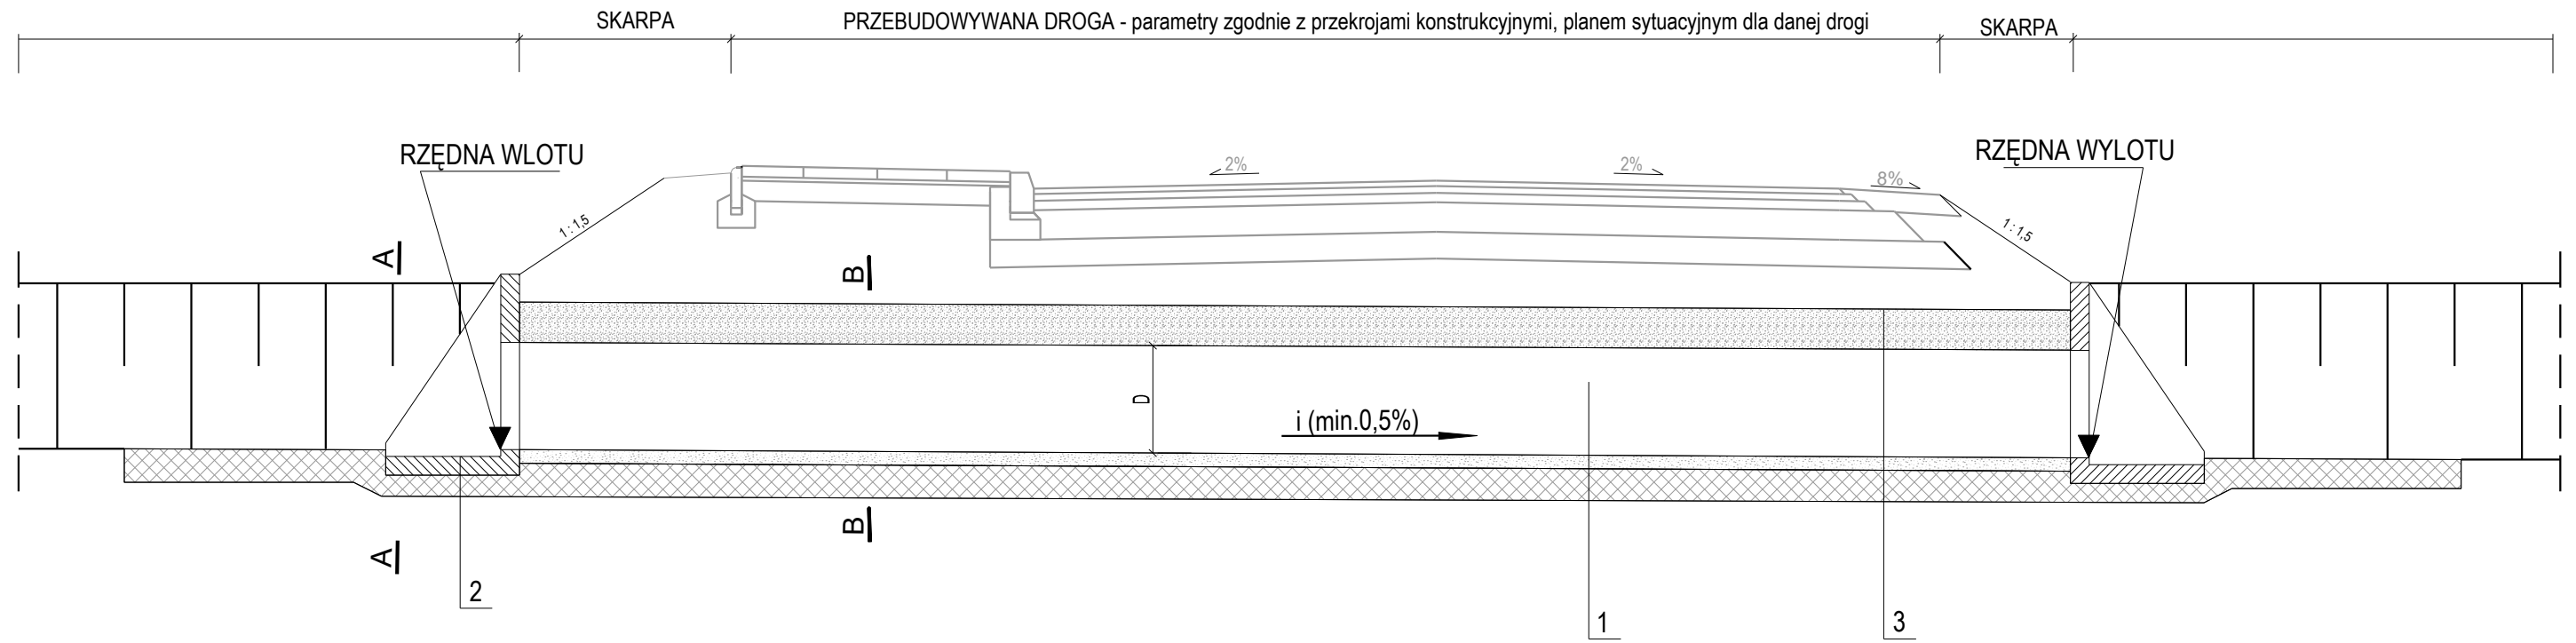 SKARPA
PRZEBUDOWYWANA DROGA - parametry zgodnie z przekrojami konstrukcyjnymi, planem sytuacyjnym dla danej drogi
SKARPA
RZĘDNA WLOTU
RZĘDNA WYLOTU
2%
2%
8%
1:1,5
1:1,5
A
B
D
i (min.0,5%)
B
A
2
1
3